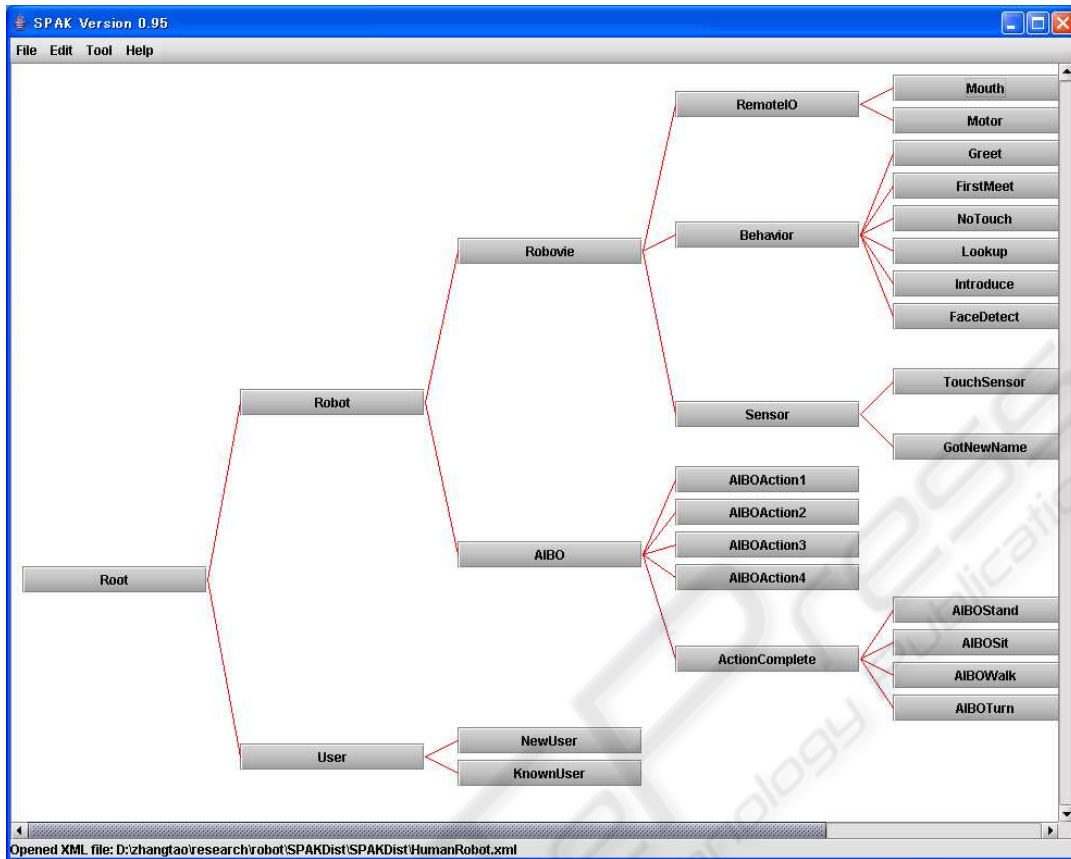 SPAK Version 0.95
File Edit Tool Help
Mouth
RemoteIO
Motor
Greet
FirstMeet
NoTouch
Behavior
Robovie
Lookup
Introduce
FaceDetect
TouchSensor
Robot
Sensor
GotNewName
AIBOAction1
AIBOAction2
AIBOAction3
AIBO
AIBOAction4
Root
AIBOStand
AIBOSit
ActionComplete
AIBOWalk
AIBOTurn
NewUser
User
KnownUser
Opened XML file: D:\zhangtao\research\robot\SPAKDist\SPAKDist\HumanRobot.xml